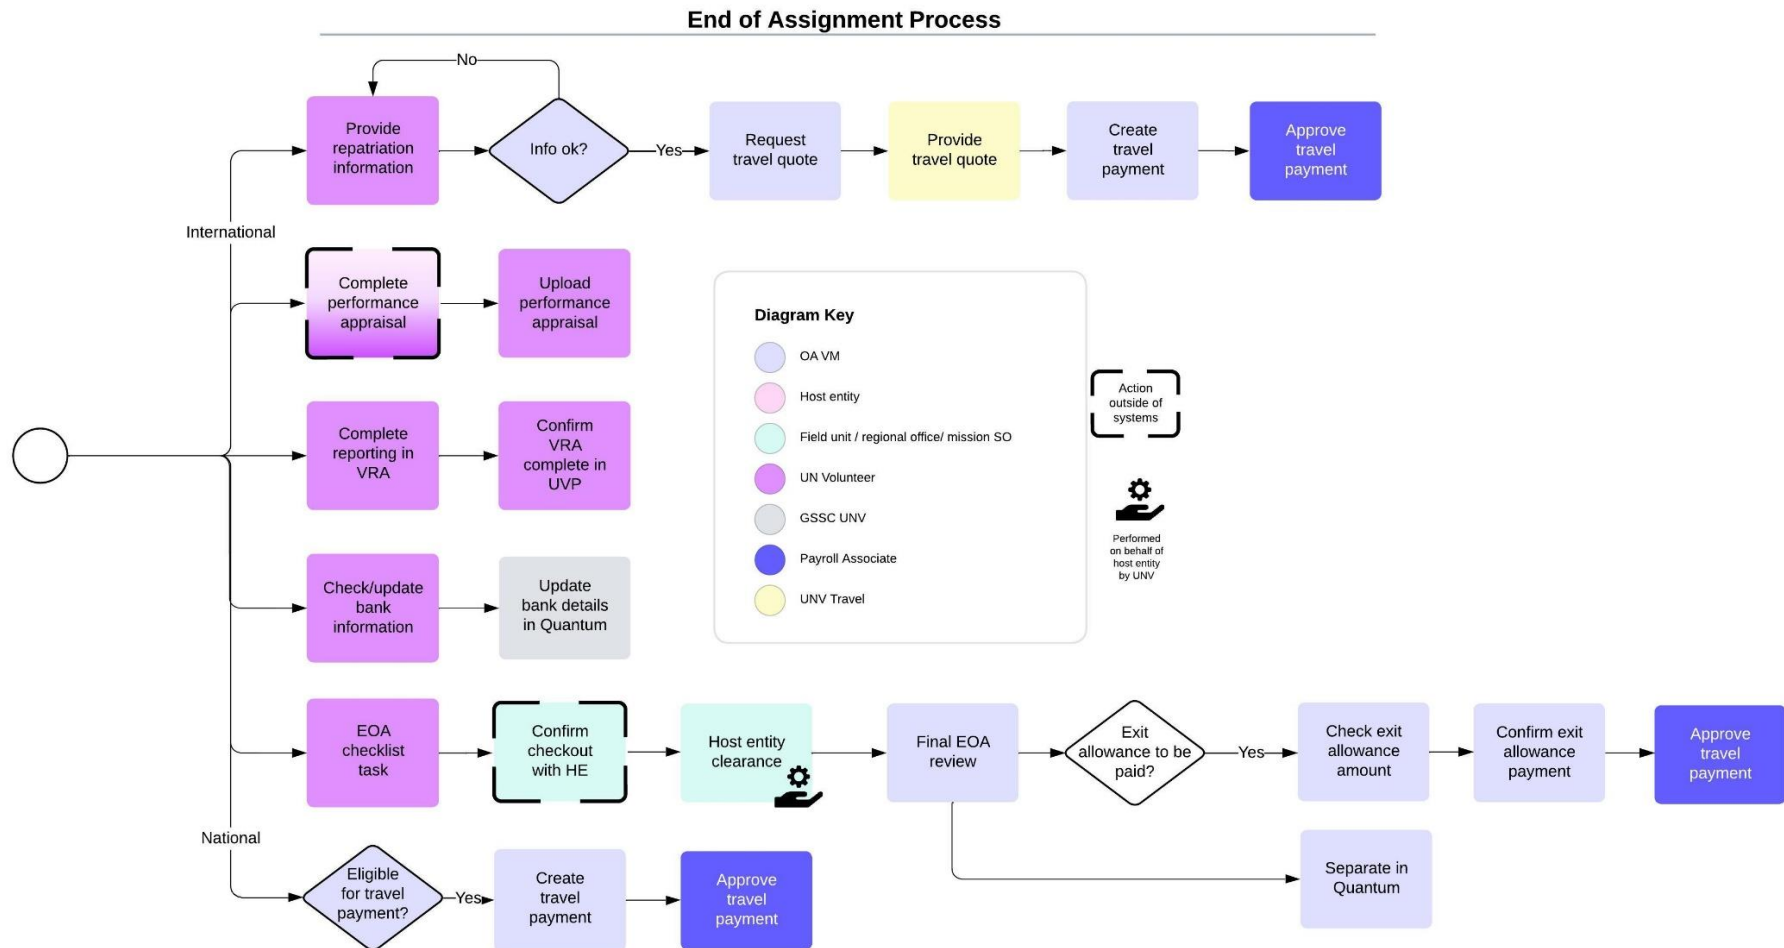 End of Assignment Process
No
Provide
repatriation
information
Info ok?
Yes
Request
travel quote
Provide
travel quote
Create
travel
payment
Approve
travel
payment
International
Complete
performance
appraisal
Upload
performance
appraisal
Diagram Key
OA VM
Host entity
Field unit / regional office/ mission SO
UN Volunteer
GSSC UNV
Payroll Associate
UNV Travel
Action
outside of
systems
Performed
on behalf of
host entity
by UNV
Complete
reporting in
VRA
Confirm
VRA
complete in
UVP
Check/update
bank
information
Update
bank details
in Quantum
EOA
checklist
task
Confirm
checkout
with HE
Host entity
clearance
Final EOA
review
Exit
allowance to be
paid?
Yes
Check exit
allowance
amount
Confirm exit
allowance
payment
Approve
travel
payment
National
Eligible
for travel
payment?
Yes
Create
travel
payment
Approve
travel
payment
Separate in
Quantum